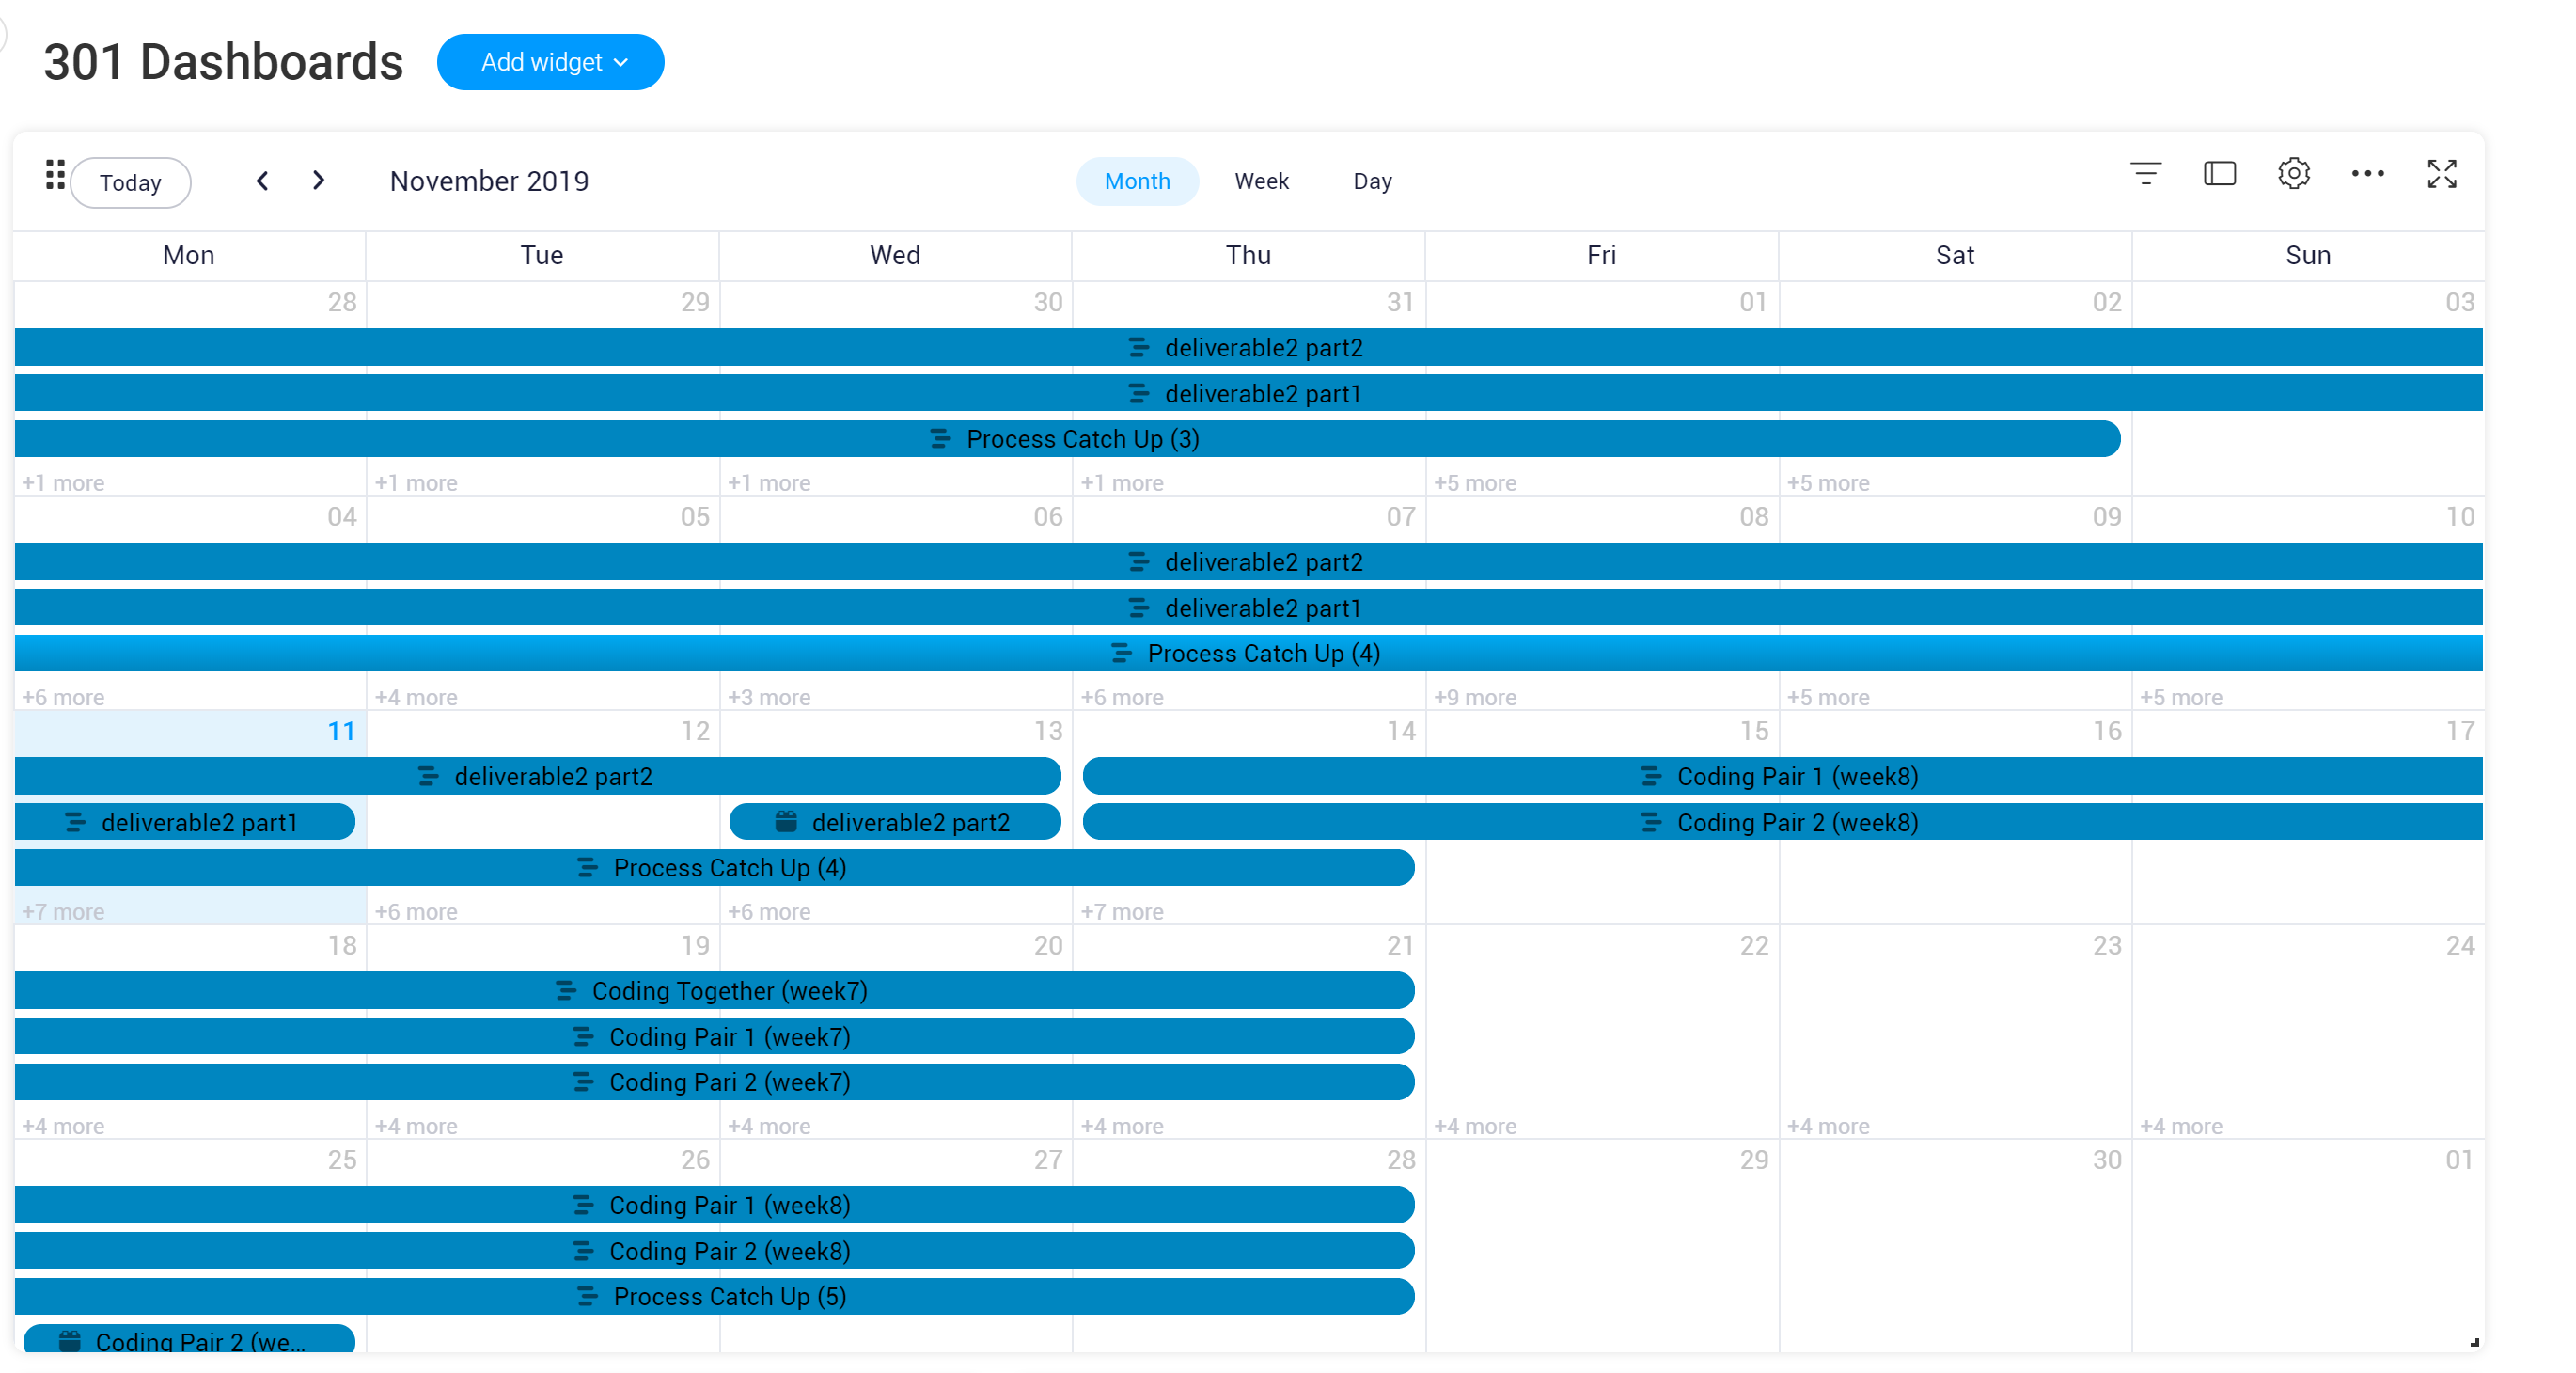 301 Dashboards Add widget
Today November 2019 Month Week Day
Mon Tue Wed Thu Fri Sat Sun
28 29 30 31 01 02 03
deliverable2 part2
deliverable2 part1
Process Catch Up (3)
+1 more +1 more +1 more +1 more +5 more +5 more
04 05 06 07 08 09 10
deliverable2 part2
deliverable2 part1
Process Catch Up (4)
+6 more +4 more +3 more +6 more +9 more +5 more +5 more
11 12 13 14 15 16 17
deliverable2 part2 Coding Pair 1 (week8)
deliverable2 part1 deliverable2 part2 Coding Pair 2 (week8)
Process Catch Up (4)
+7 more +6 more +6 more +7 more
18 19 20 21 22 23 24
Coding Together (week7)
Coding Pair 1 (week7)
Coding Pari 2 (week7)
+4 more +4 more +4 more +4 more +4 more +4 more +4 more
25 26 27 28 29 30 01
Coding Pair 1 (week8)
Coding Pair 2 (week8)
Process Catch Up (5)
Coding Pair 2 (we...